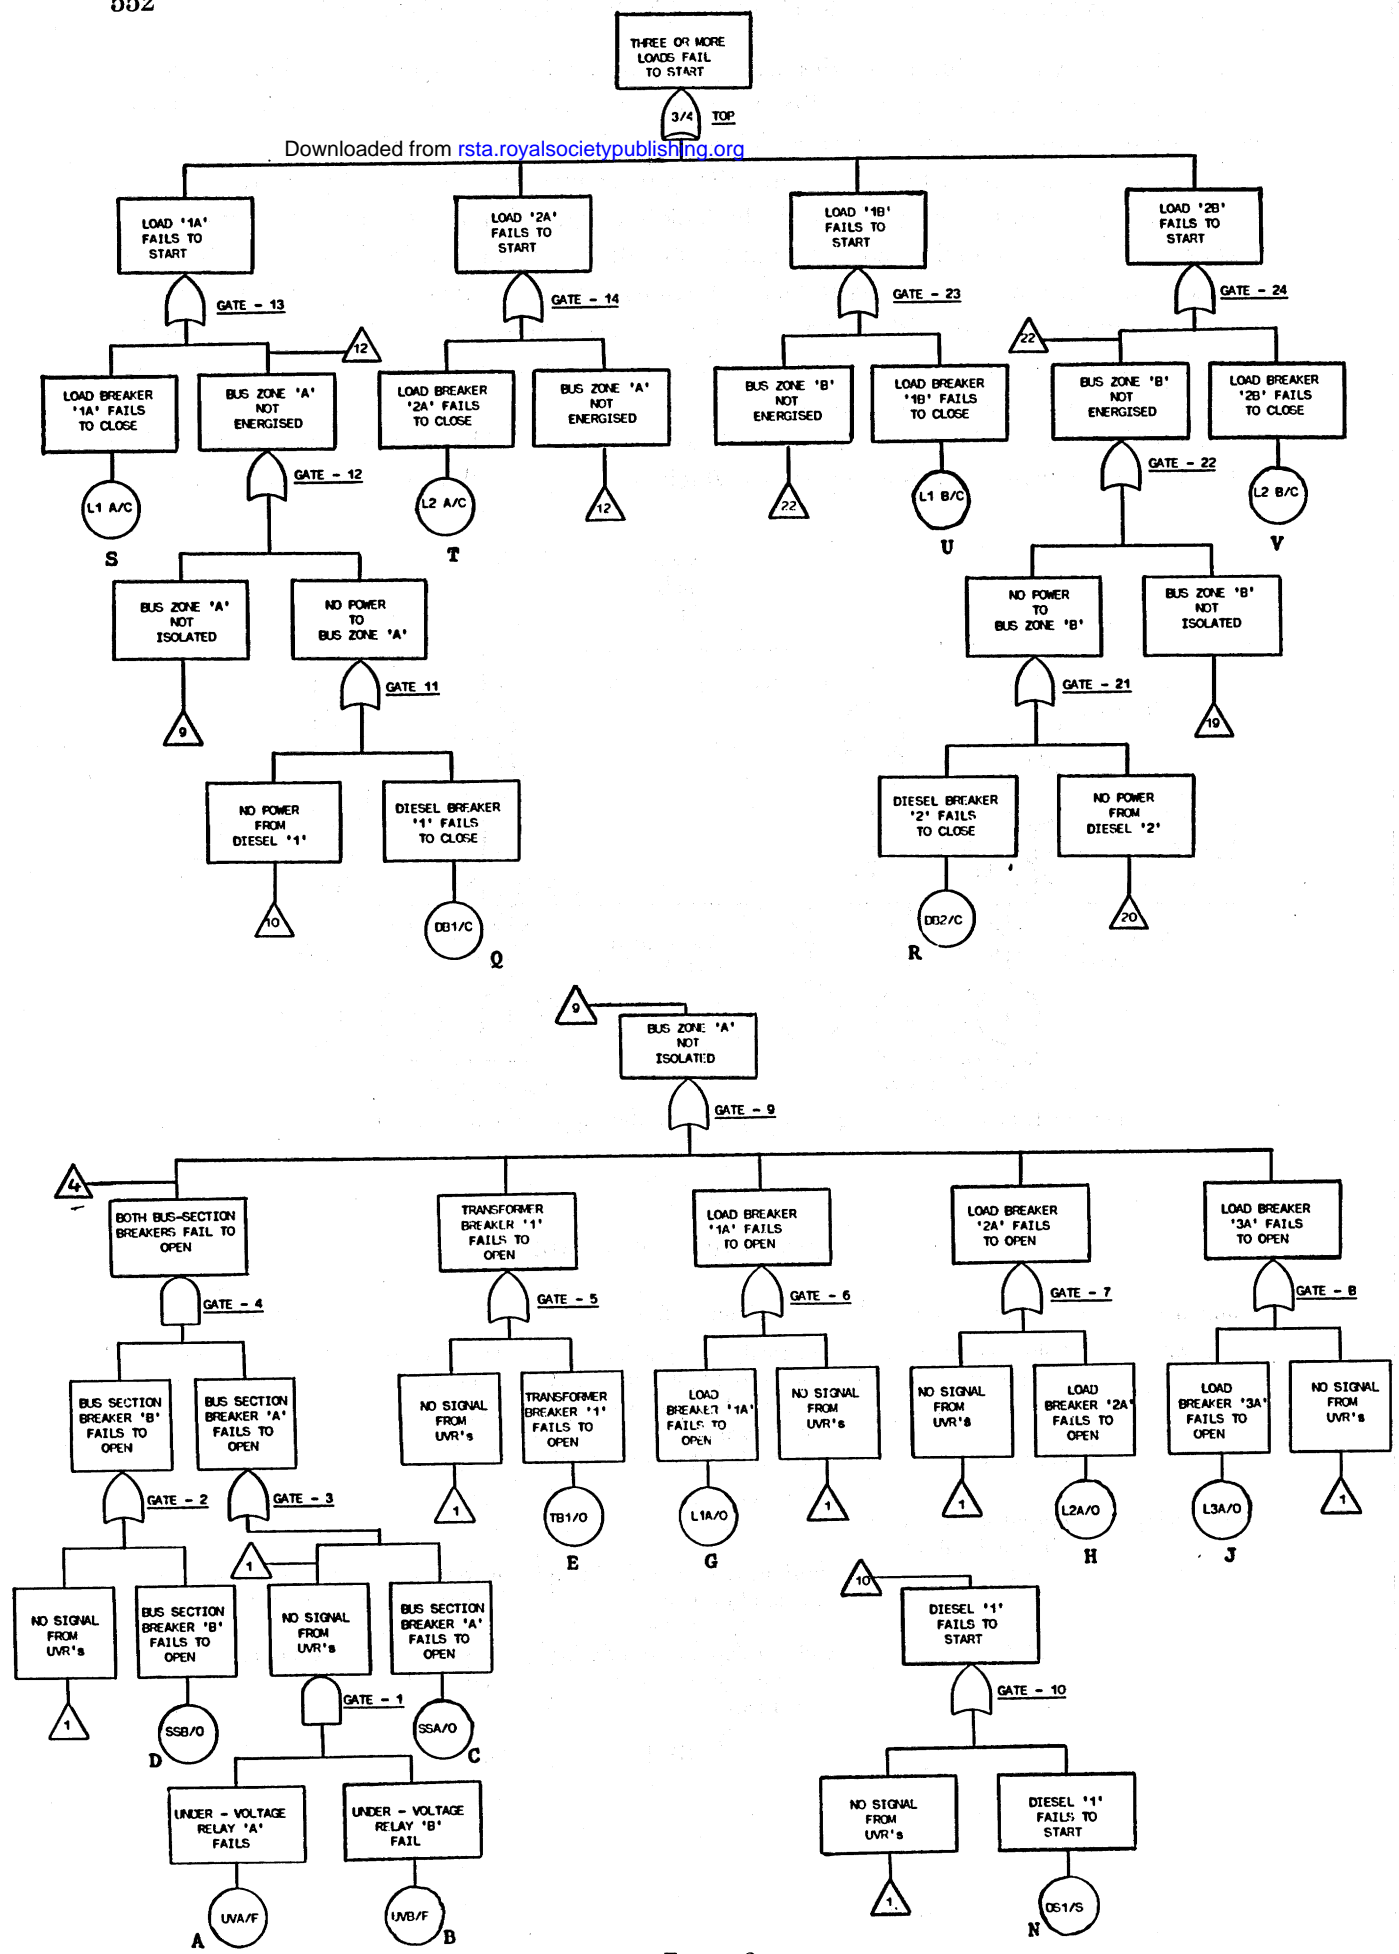 552
THREE OR MORE
LOADS FAIL
TO START
3/4 TOP
Downloaded from rsta.royalsocietypublishing.org
LOAD '1A'
FAILS TO
START
LOAD '2A'
FAILS TO
START
LOAD '1B'
FAILS TO
START
LOAD '2B'
FAILS TO
START
GATE - 13
GATE - 14
GATE - 23
GATE - 24
12
22
LOAD BREAKER
'1A' FAILS
TO CLOSE
BUS ZONE 'A'
NOT
ENERGISED
LOAD BREAKER
'2A' FAILS
TO CLOSE
BUS ZONE 'A'
NOT
ENERGISED
BUS ZONE 'B'
NOT
ENERGISED
LOAD BREAKER
'1B' FAILS
TO CLOSE
BUS ZONE 'B'
NOT
ENERGISED
LOAD BREAKER
'2B' FAILS
TO CLOSE
GATE - 12
GATE - 22
L1 A/C
L2 A/C
12
22
L1 B/C
L2 B/C
S
T
U
V
BUS ZONE 'A'
NOT
ISOLATED
NO POWER
TO
BUS ZONE 'A'
NO POWER
TO
BUS ZONE 'B'
BUS ZONE 'B'
NOT
ISOLATED
GATE 11
GATE - 21
9
19
NO POWER
FROM
DIESEL '1'
DIESEL BREAKER
'1' FAILS
TO CLOSE
DIESEL BREAKER
'2' FAILS
TO CLOSE
NO POWER
FROM
DIESEL '2'
10
DB1/C
DB2/C
20
Q
R
9
BUS ZONE 'A'
NOT
ISOLATED
GATE - 9
4
BOTH BUS-SECTION
BREAKERS FAIL TO
OPEN
TRANSFORMER
BREAKER '1'
FAILS TO
OPEN
LOAD BREAKER
'1A' FAILS
TO OPEN
LOAD BREAKER
'2A' FAILS
TO OPEN
LOAD BREAKER
'3A' FAILS
TO OPEN
GATE - 4
GATE - 5
GATE - 6
GATE - 7
GATE - 8
BUS SECTION
BREAKER 'B'
FAILS TO
OPEN
BUS SECTION
BREAKER 'A'
FAILS TO
OPEN
NO SIGNAL
FROM
UVR's
TRANSFORMER
BREAKER '1'
FAILS TO
OPEN
LOAD
BREAKER '1A'
FAILS TO
OPEN
NO SIGNAL
FROM
UVR's
NO SIGNAL
FROM
UVR's
LOAD
BREAKER '2A'
FAILS TO
OPEN
LOAD
BREAKER '3A'
FAILS TO
OPEN
NO SIGNAL
FROM
UVR's
GATE - 2
GATE - 3
1
TB1/O
L1A/O
1
1
L2A/O
L3A/O
1
E
G
H
J
1
NO SIGNAL
FROM
UVR's
BUS SECTION
BREAKER 'B'
FAILS TO
OPEN
NO SIGNAL
FROM
UVR's
BUS SECTION
BREAKER 'A'
FAILS TO
OPEN
10
DIESEL '1'
FAILS TO
START
GATE - 1
GATE - 10
1
SSB/O
SSA/O
D
C
UNDER - VOLTAGE
RELAY 'A'
FAILS
UNDER - VOLTAGE
RELAY 'B'
FAIL
NO SIGNAL
FROM
UVR's
DIESEL '1'
FAILS TO
START
UVA/F
UVB/F
1
DS1/S
A
B
N